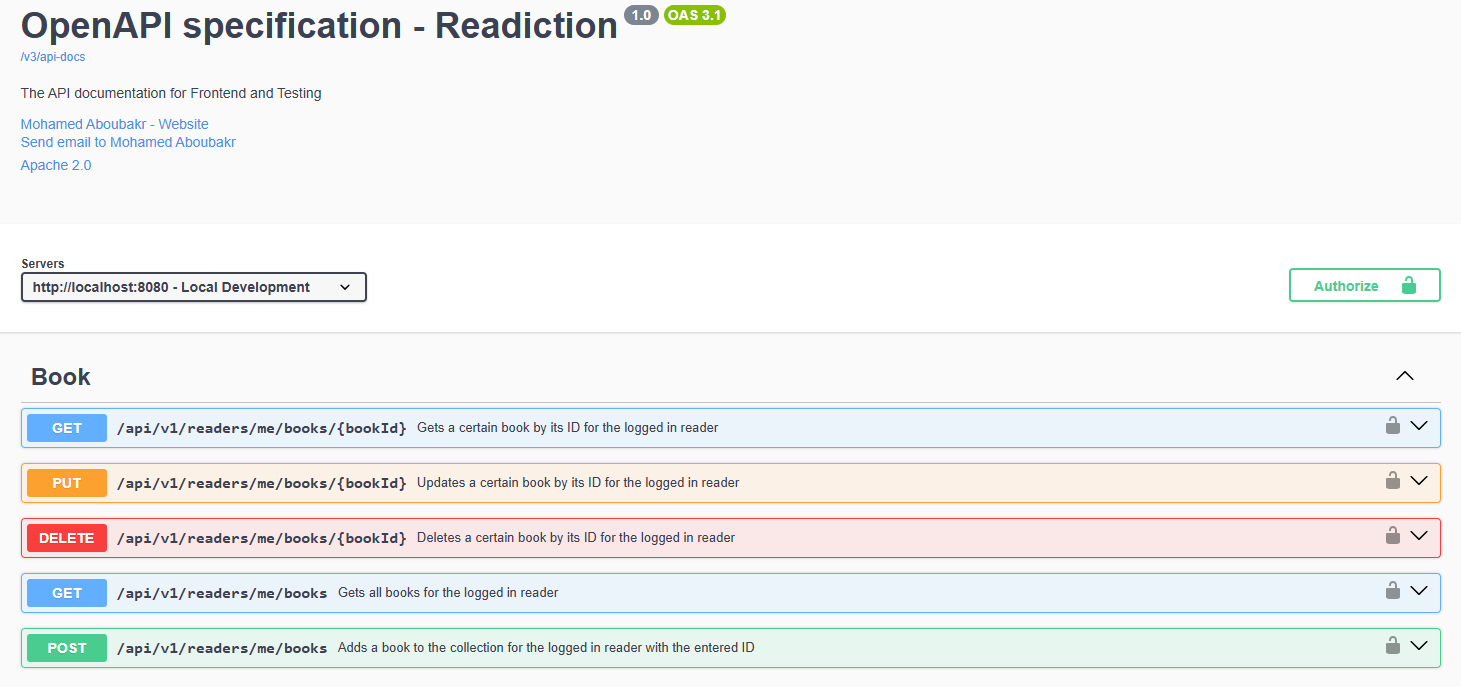 OpenAPI specification - Readiction 1.0 OAS 3.1
/v3/api-docs
The API documentation for Frontend and Testing
Mohamed Aboubakr - Website
Send email to Mohamed Aboubakr
Apache 2.0
Servers
http://localhost:8080 - Local Development
Authorize
Book
GET /api/v1/readers/me/books/{bookId} Gets a certain book by its ID for the logged in reader
PUT /api/v1/readers/me/books/{bookId} Updates a certain book by its ID for the logged in reader
DELETE /api/v1/readers/me/books/{bookId} Deletes a certain book by its ID for the logged in reader
GET /api/v1/readers/me/books Gets all books for the logged in reader
POST /api/v1/readers/me/books Adds a book to the collection for the logged in reader with the entered ID